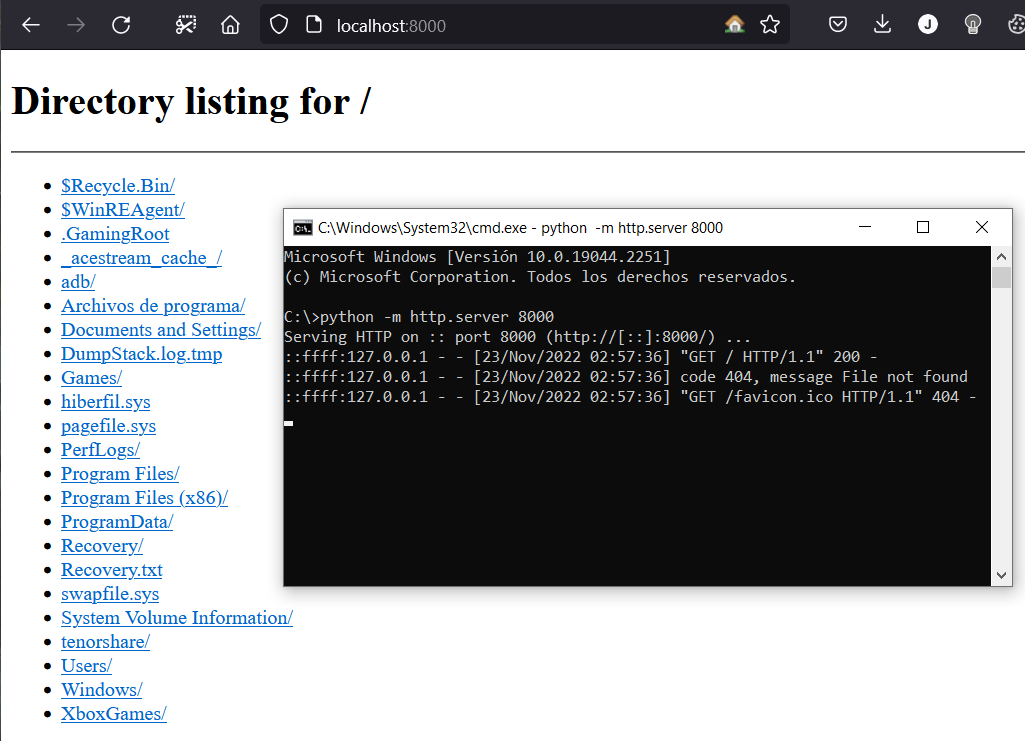 localhost:8000
J
Directory listing for /
$Recycle.Bin/
$WinREAgent/
.GamingRoot
_acestream_cache_/
adb/
Archivos de programa/
Documents and Settings/
DumpStack.log.tmp
Games/
hiberfil.sys
pagefile.sys
PerfLogs/
Program Files/
Program Files (x86)/
ProgramData/
Recovery/
Recovery.txt
swapfile.sys
System Volume Information/
tenorshare/
Users/
Windows/
XboxGames/
C:\Windows\System32\cmd.exe - python  -m http.server 8000
Microsoft Windows [Versión 10.0.19044.2251]
(c) Microsoft Corporation. Todos los derechos reservados.
C:\>python -m http.server 8000
Serving HTTP on :: port 8000 (http://[::]:8000/) ...
::ffff:127.0.0.1 - - [23/Nov/2022 02:57:36] "GET / HTTP/1.1" 200 -
::ffff:127.0.0.1 - - [23/Nov/2022 02:57:36] code 404, message File not found
::ffff:127.0.0.1 - - [23/Nov/2022 02:57:36] "GET /favicon.ico HTTP/1.1" 404 -